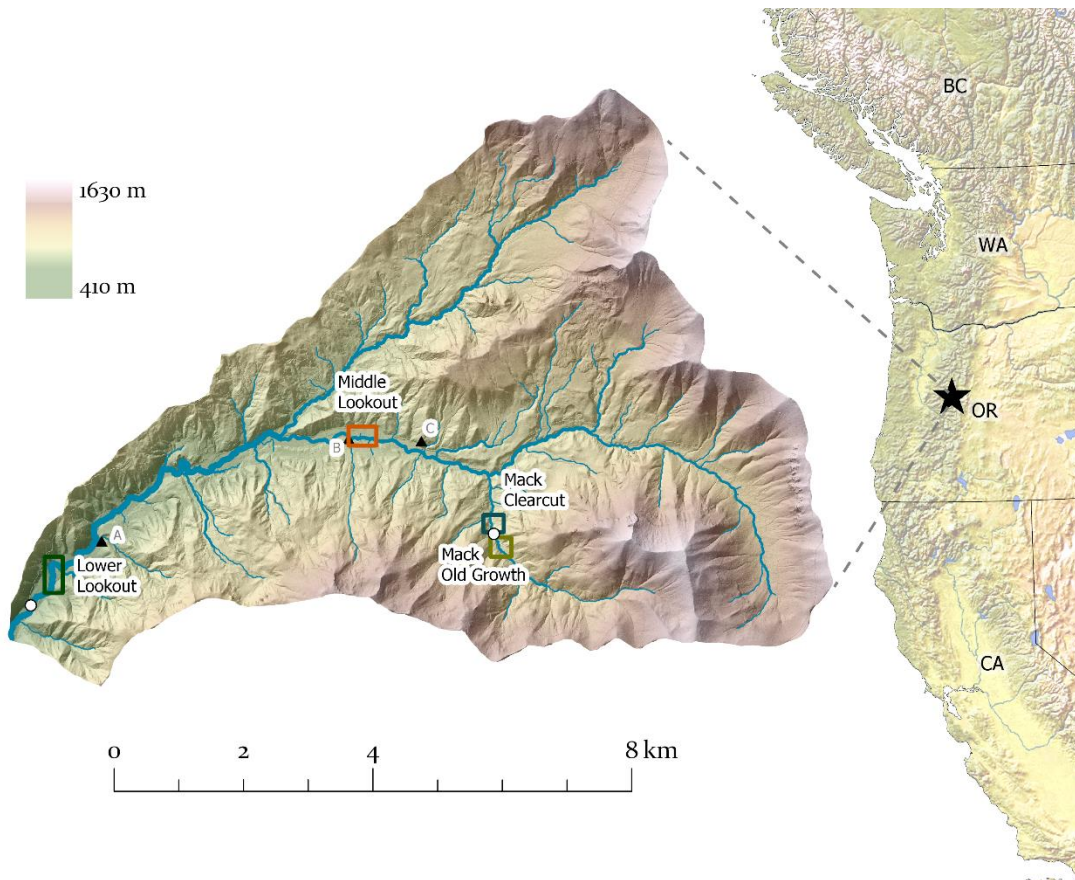 BC
1630 m
WA
410 m
Middle
Lookout
OR
C
B
Mack
Clearcut
A
Mack
Old Growth
Lower
Lookout
CA
0 2 4 8 km